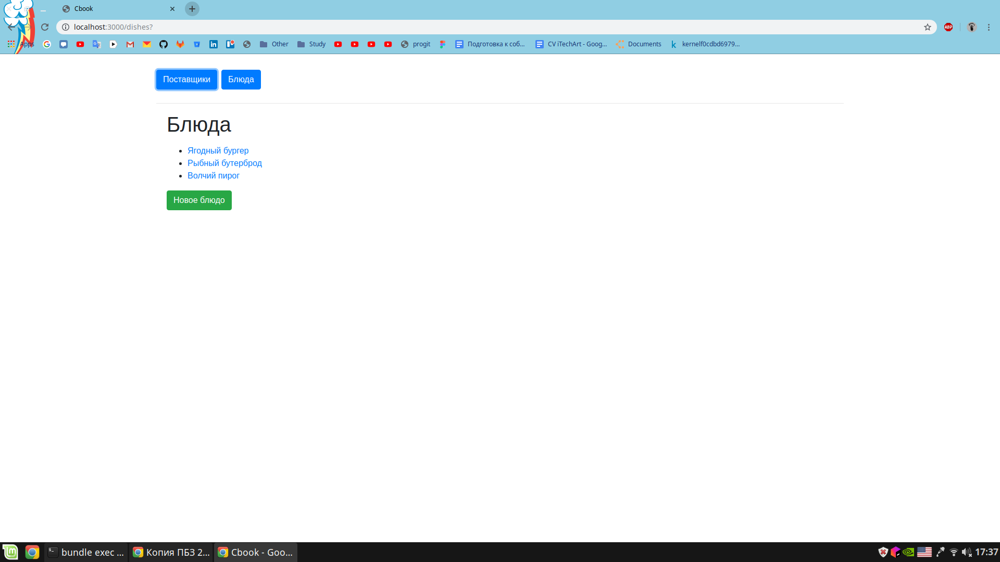 Cbook
localhost:3000/dishes?
ABP
Apps Other Study progit Подготовка к соб... CV iTechArt - Goog... Documents kernelf0cdbd6979...
Поставщики Блюда
Блюда
Ягодный бургер
Рыбный бутерброд
Волчий пирог
Новое блюдо
bundle exec ... Копия ПБЗ 2... Cbook - Goo... 17:37